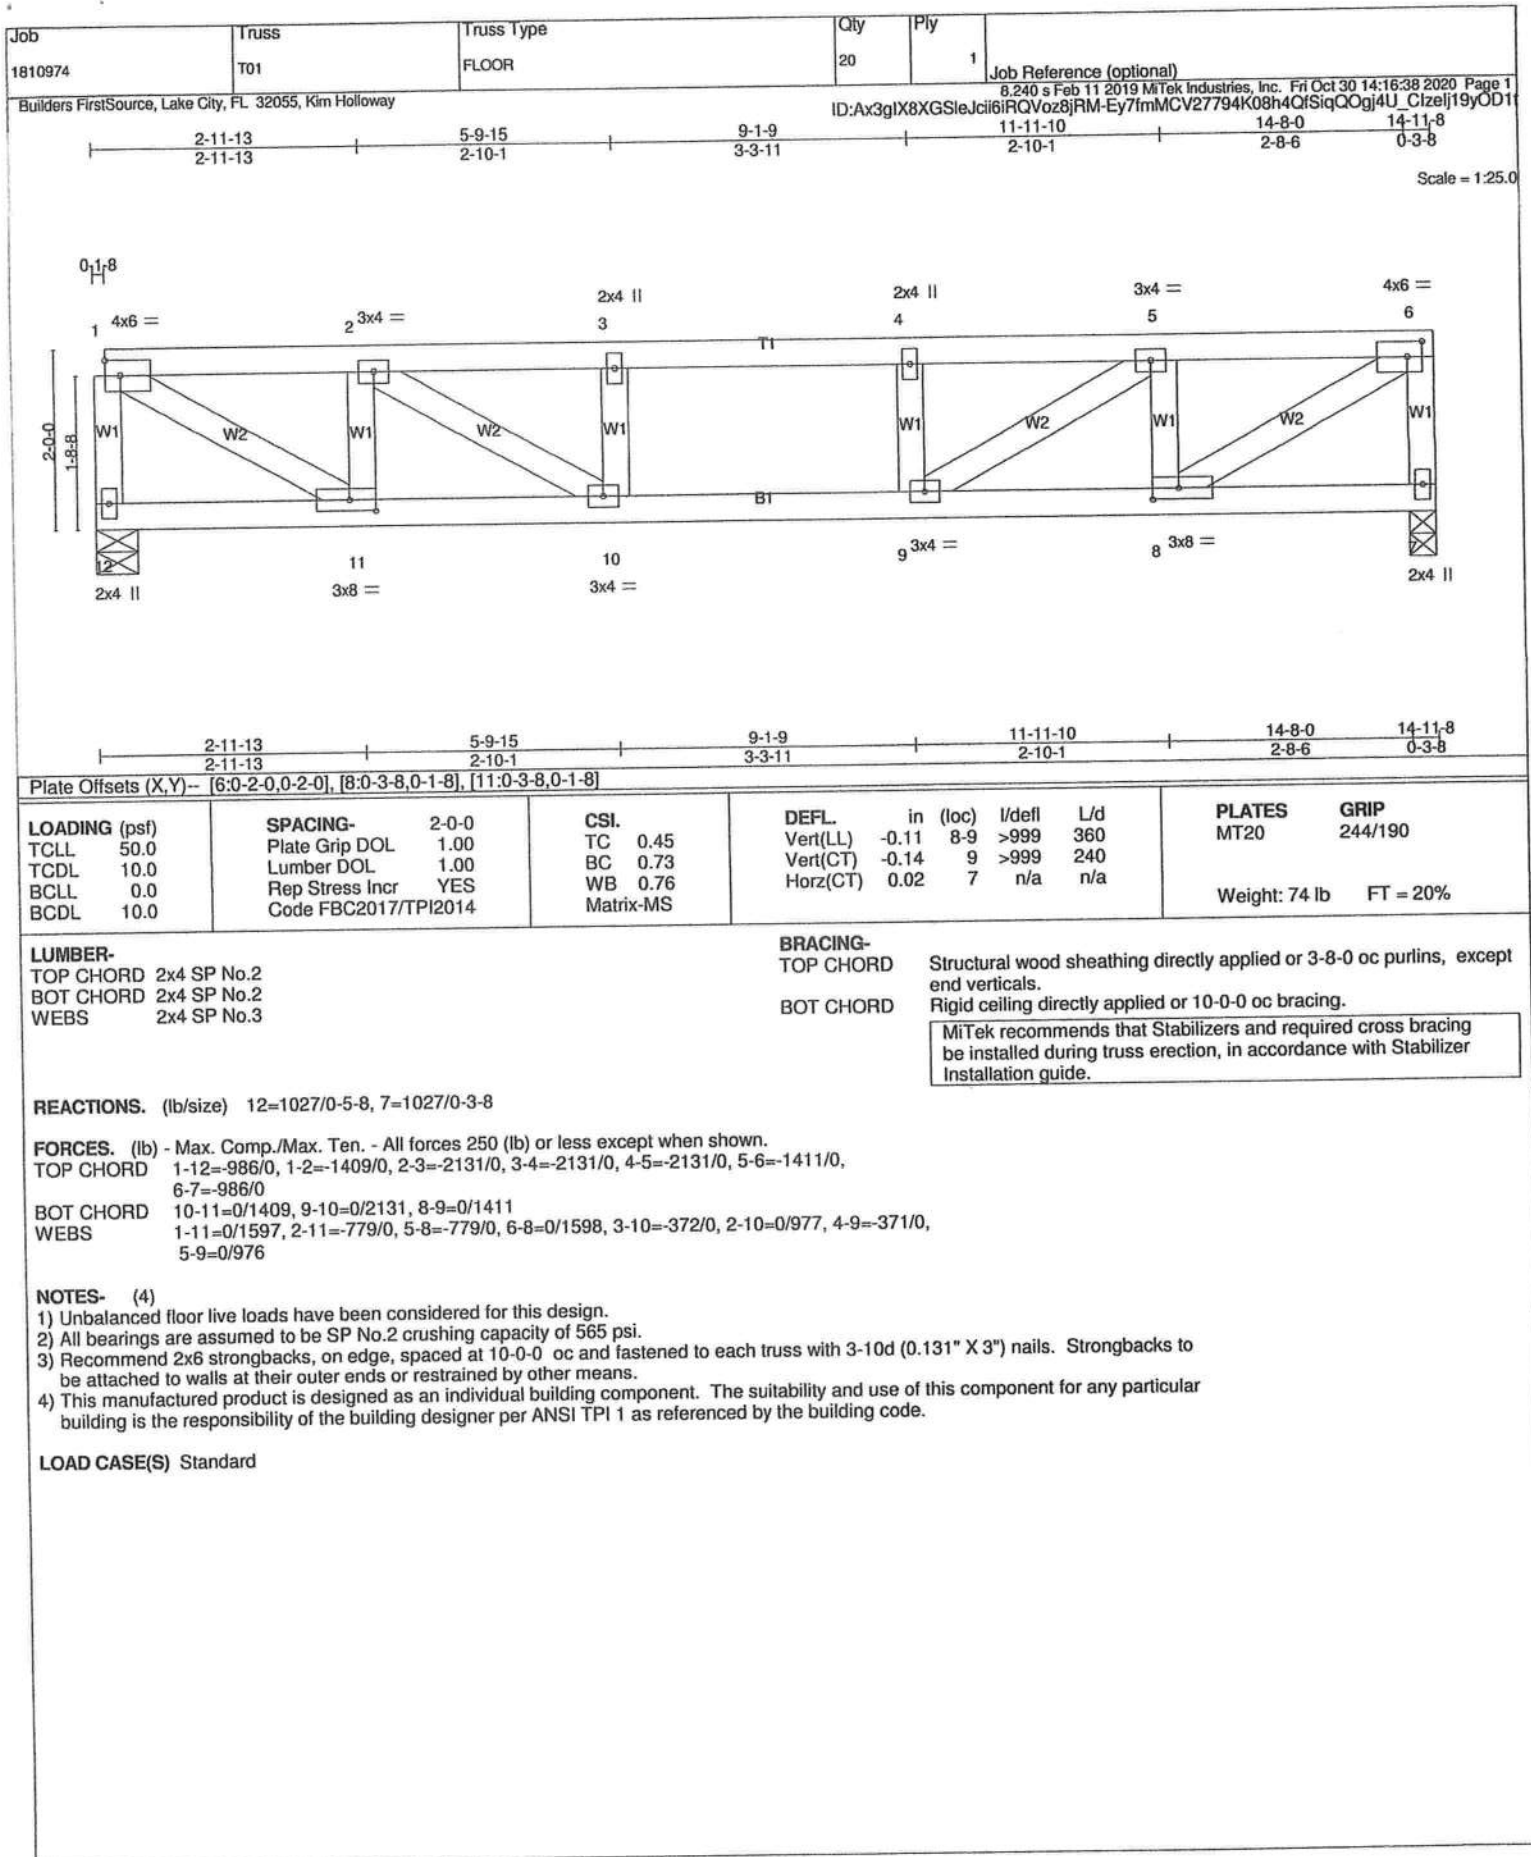 Job Truss Truss Type Qty Ply
1810974 T01 FLOOR 20 1
Job Reference (optional)
Builders FirstSource, Lake City, FL 32055, Kim Holloway
8.240 s Feb 11 2019 MiTek Industries, Inc. Fri Oct 30 14:16:38 2020 Page 1
2-11-13 5-9-15 9-1-9 11-11-10 14-8-0 14-11-8
2-11-13 2-10-1 3-3-11 2-10-1 2-8-6 0-3-8
Scale = 1:25.0
0-1-8
2x4 || 2x4 || 3x4 = 4x6 =
1 4x6 = 2 3x4 = 3 4 5 6
T1
2-0-0
1-8-8
W1 W2 W1 W2 W1 W1 W2 W1 W2 W1
B1
12 11 10 9 3x4 = 8 3x8 = 7
2x4 || 3x8 = 3x4 = 2x4 ||
2-11-13 5-9-15 9-1-9 11-11-10 14-8-0 14-11-8
2-11-13 2-10-1 3-3-11 2-10-1 2-8-6 0-3-8
Plate Offsets (X,Y)-- [6:0-2-0,0-2-0], [8:0-3-8,0-1-8], [11:0-3-8,0-1-8]
LOADING (psf)
TCLL 50.0
TCDL 10.0
BCLL 0.0
BCDL 10.0
SPACING- 2-0-0
Plate Grip DOL 1.00
Lumber DOL 1.00
Rep Stress Incr YES
Code FBC2017/TPI2014
CSI.
TC 0.45
BC 0.73
WB 0.76
Matrix-MS
DEFL. in (loc) l/defl L/d
Vert(LL) -0.11 8-9 >999 360
Vert(CT) -0.14 9 >999 240
Horz(CT) 0.02 7 n/a n/a
PLATES GRIP
MT20 244/190
Weight: 74 lb FT = 20%
LUMBER-
TOP CHORD 2x4 SP No.2
BOT CHORD 2x4 SP No.2
WEBS 2x4 SP No.3
BRACING-
TOP CHORD Structural wood sheathing directly applied or 3-8-0 oc purlins, except
end verticals.
BOT CHORD Rigid ceiling directly applied or 10-0-0 oc bracing.
MiTek recommends that Stabilizers and required cross bracing
be installed during truss erection, in accordance with Stabilizer
Installation guide.
REACTIONS. (lb/size) 12=1027/0-5-8, 7=1027/0-3-8
FORCES. (lb) - Max. Comp./Max. Ten. - All forces 250 (lb) or less except when shown.
TOP CHORD 1-12=-986/0, 1-2=-1409/0, 2-3=-2131/0, 3-4=-2131/0, 4-5=-2131/0, 5-6=-1411/0,
6-7=-986/0
BOT CHORD 10-11=0/1409, 9-10=0/2131, 8-9=0/1411
WEBS 1-11=0/1597, 2-11=-779/0, 5-8=-779/0, 6-8=0/1598, 3-10=-372/0, 2-10=0/977, 4-9=-371/0,
5-9=0/976
NOTES- (4)
1) Unbalanced floor live loads have been considered for this design.
2) All bearings are assumed to be SP No.2 crushing capacity of 565 psi.
3) Recommend 2x6 strongbacks, on edge, spaced at 10-0-0 oc and fastened to each truss with 3-10d (0.131" X 3") nails. Strongbacks to
be attached to walls at their outer ends or restrained by other means.
4) This manufactured product is designed as an individual building component. The suitability and use of this component for any particular
building is the responsibility of the building designer per ANSI TPI 1 as referenced by the building code.
LOAD CASE(S) Standard